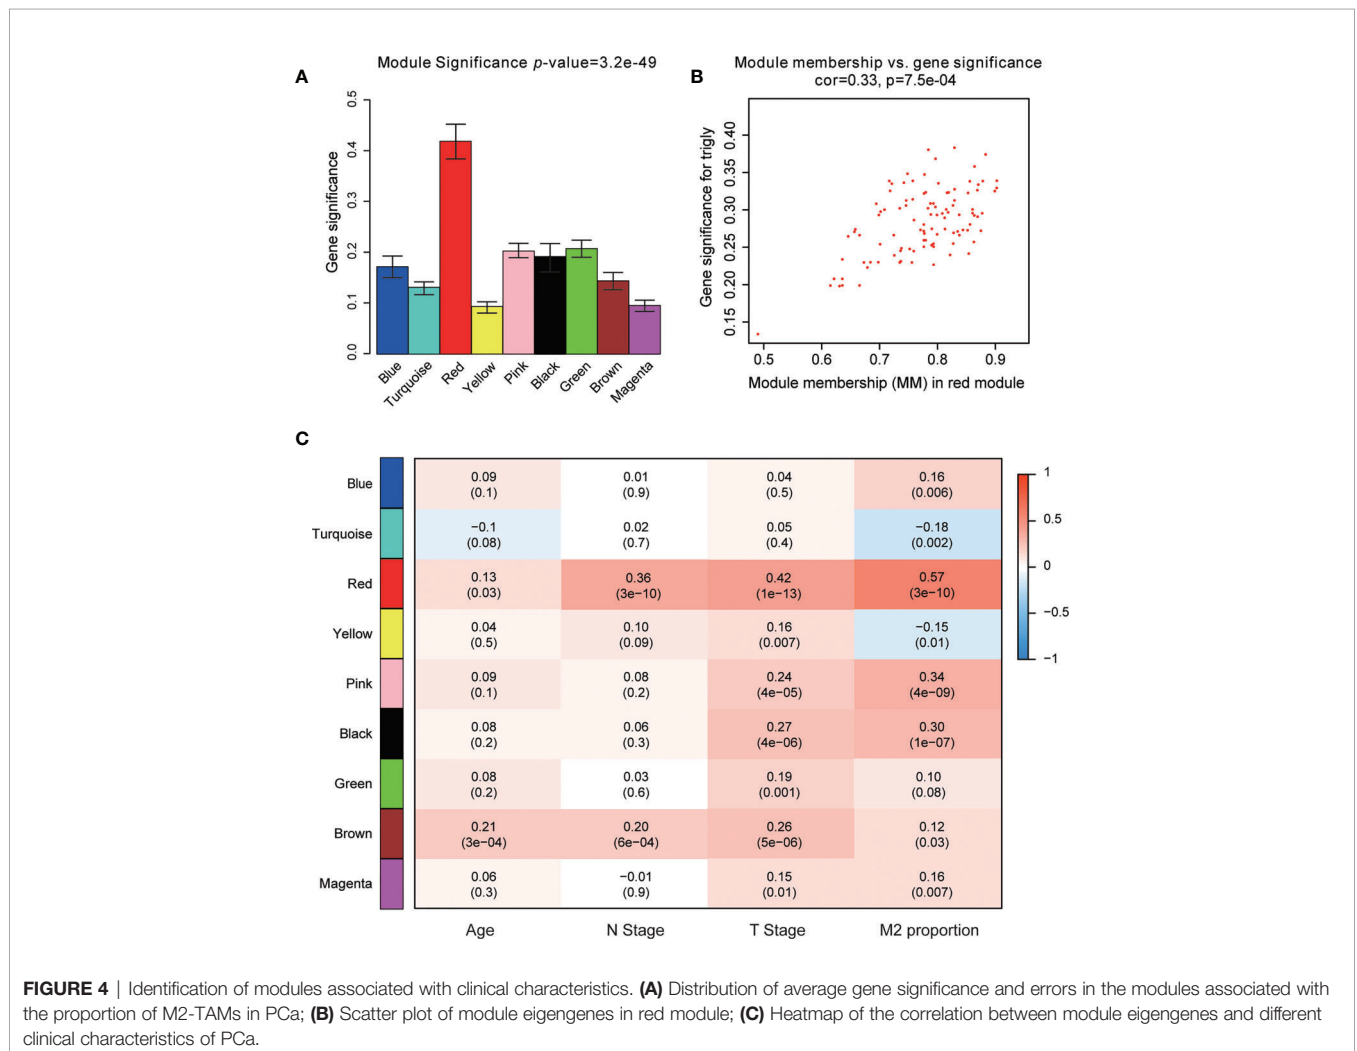 A
Module Significance p-value=3.2e-49
Gene significance
0.5
0.4
0.3
0.2
0.1
0.0
Blue
Turquoise
Red
Yellow
Pink
Black
Green
Brown
Magenta
B
Module membership vs. gene significance
cor=0.33, p=7.5e-04
Gene significance for trigly
0.40
0.35
0.30
0.25
0.20
0.15
0.5 0.6 0.7 0.8 0.9
Module membership (MM) in red module
C
Blue 0.09 0.01 0.04 0.16
(0.1) (0.9) (0.5) (0.006)
Turquoise −0.1 0.02 0.05 −0.18
(0.08) (0.7) (0.4) (0.002)
Red 0.13 0.36 0.42 0.57
(0.03) (3e-10) (1e-13) (3e-10)
Yellow 0.04 0.10 0.16 −0.15
(0.5) (0.09) (0.007) (0.01)
Pink 0.09 0.08 0.24 0.34
(0.1) (0.2) (4e-05) (4e-09)
Black 0.08 0.06 0.27 0.30
(0.2) (0.3) (4e-06) (1e-07)
Green 0.08 0.03 0.19 0.10
(0.2) (0.6) (0.001) (0.08)
Brown 0.21 0.20 0.26 0.12
(3e-04) (6e-04) (5e-06) (0.03)
Magenta 0.06 −0.01 0.15 0.16
(0.3) (0.9) (0.01) (0.007)
Age N Stage T Stage M2 proportion
1
0.5
0
−0.5
−1
FIGURE 4 | Identification of modules associated with clinical characteristics. (A) Distribution of average gene significance and errors in the modules associated with
the proportion of M2-TAMs in PCa; (B) Scatter plot of module eigengenes in red module; (C) Heatmap of the correlation between module eigengenes and different
clinical characteristics of PCa.